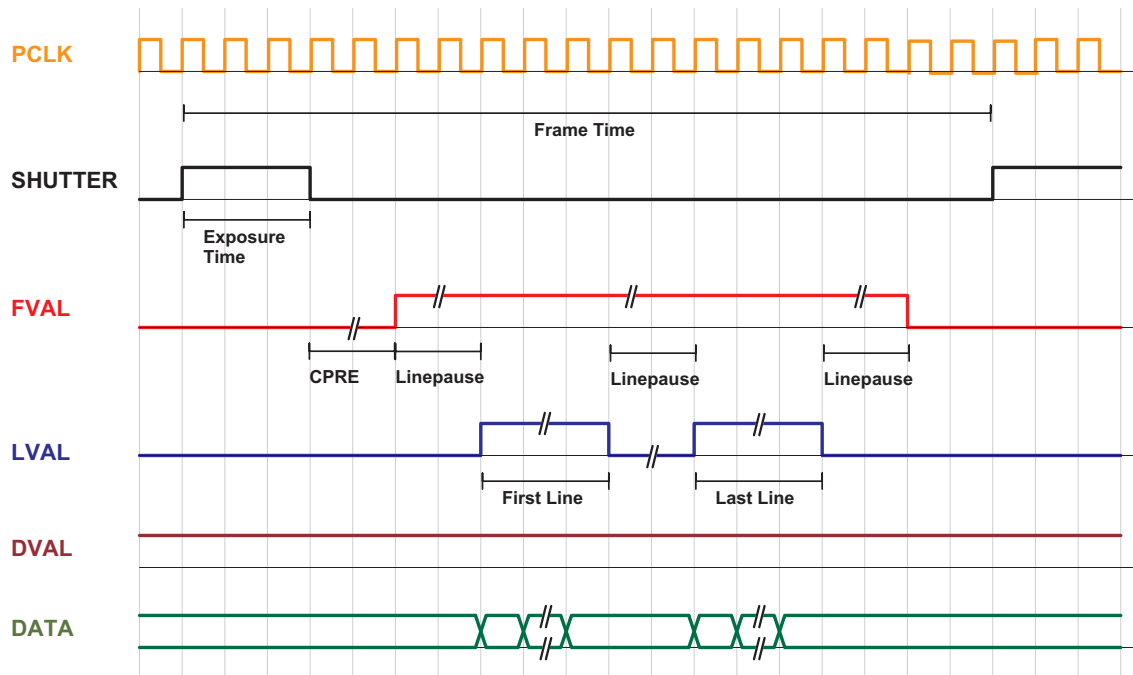 PCLK
Frame Time
SHUTTER
Exposure
Time
FVAL
CPRE
Linepause
Linepause
Linepause
LVAL
First Line
Last Line
DVAL
DATA